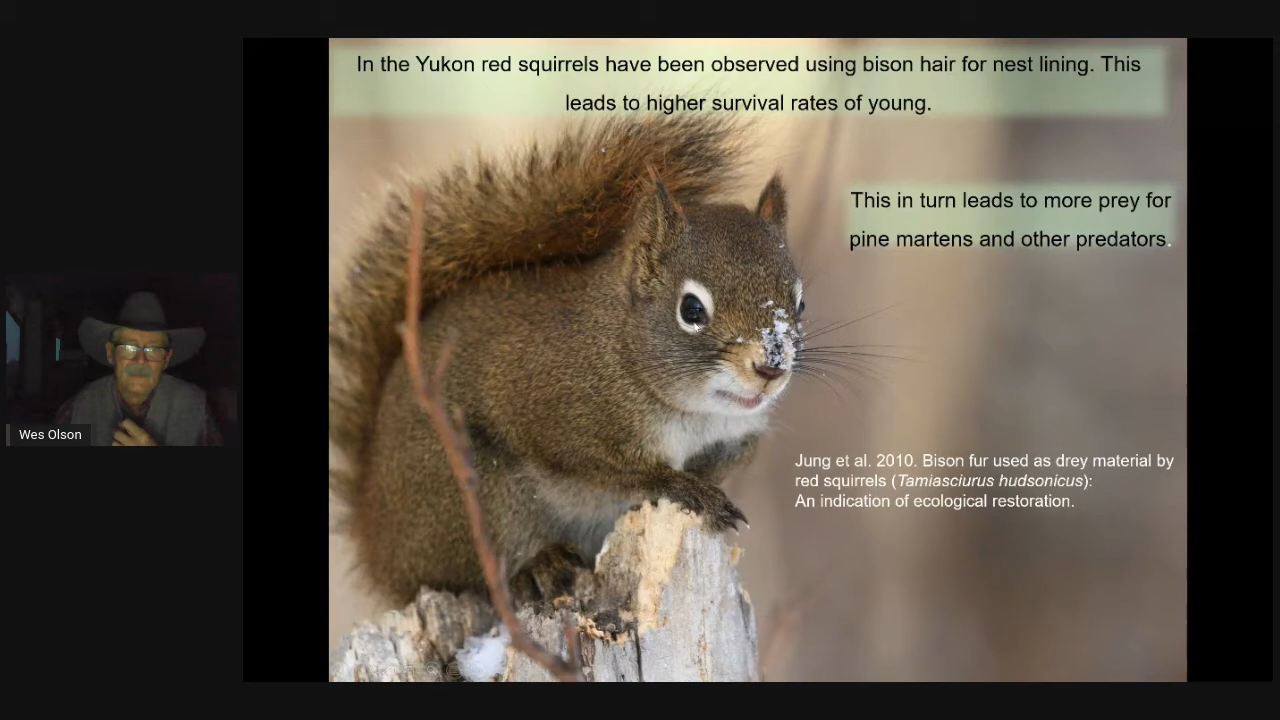 In the Yukon red squirrels have been observed using bison hair for nest lining. This
leads to higher survival rates of young.
This in turn leads to more prey for
pine martens and other predators.
Wes Olson
Jung et al. 2010. Bison fur used as drey material by
red squirrels (Tamiasciurus hudsonicus):
An indication of ecological restoration.